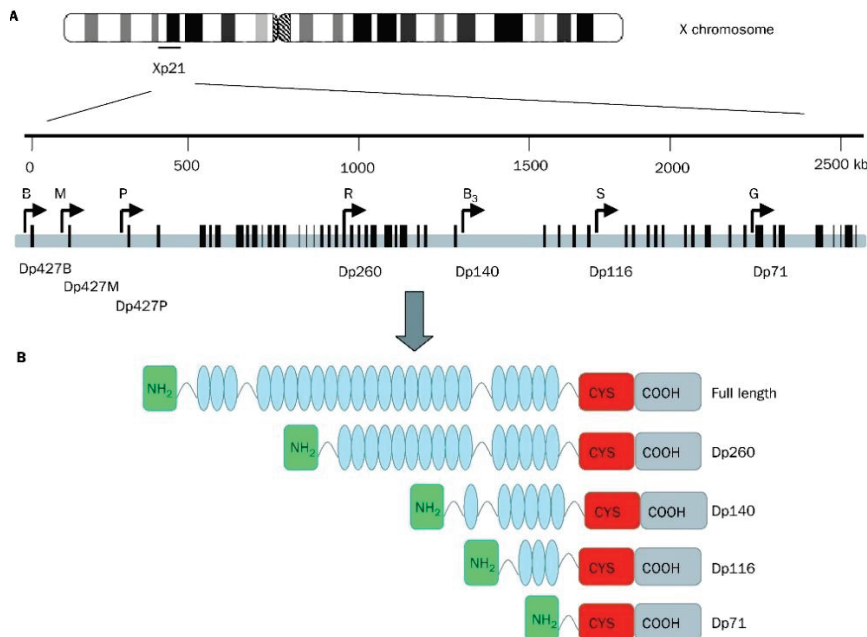 A
X chromosome
Xp21
0 500 1000 1500 2000 2500 kb
B M P R B3 S G
Dp427B Dp260 Dp140 Dp116 Dp71
Dp427M
Dp427P
B
NH2 CYS COOH Full length
NH2 CYS COOH Dp260
NH2 CYS COOH Dp140
NH2 CYS COOH Dp116
NH2 CYS COOH Dp71